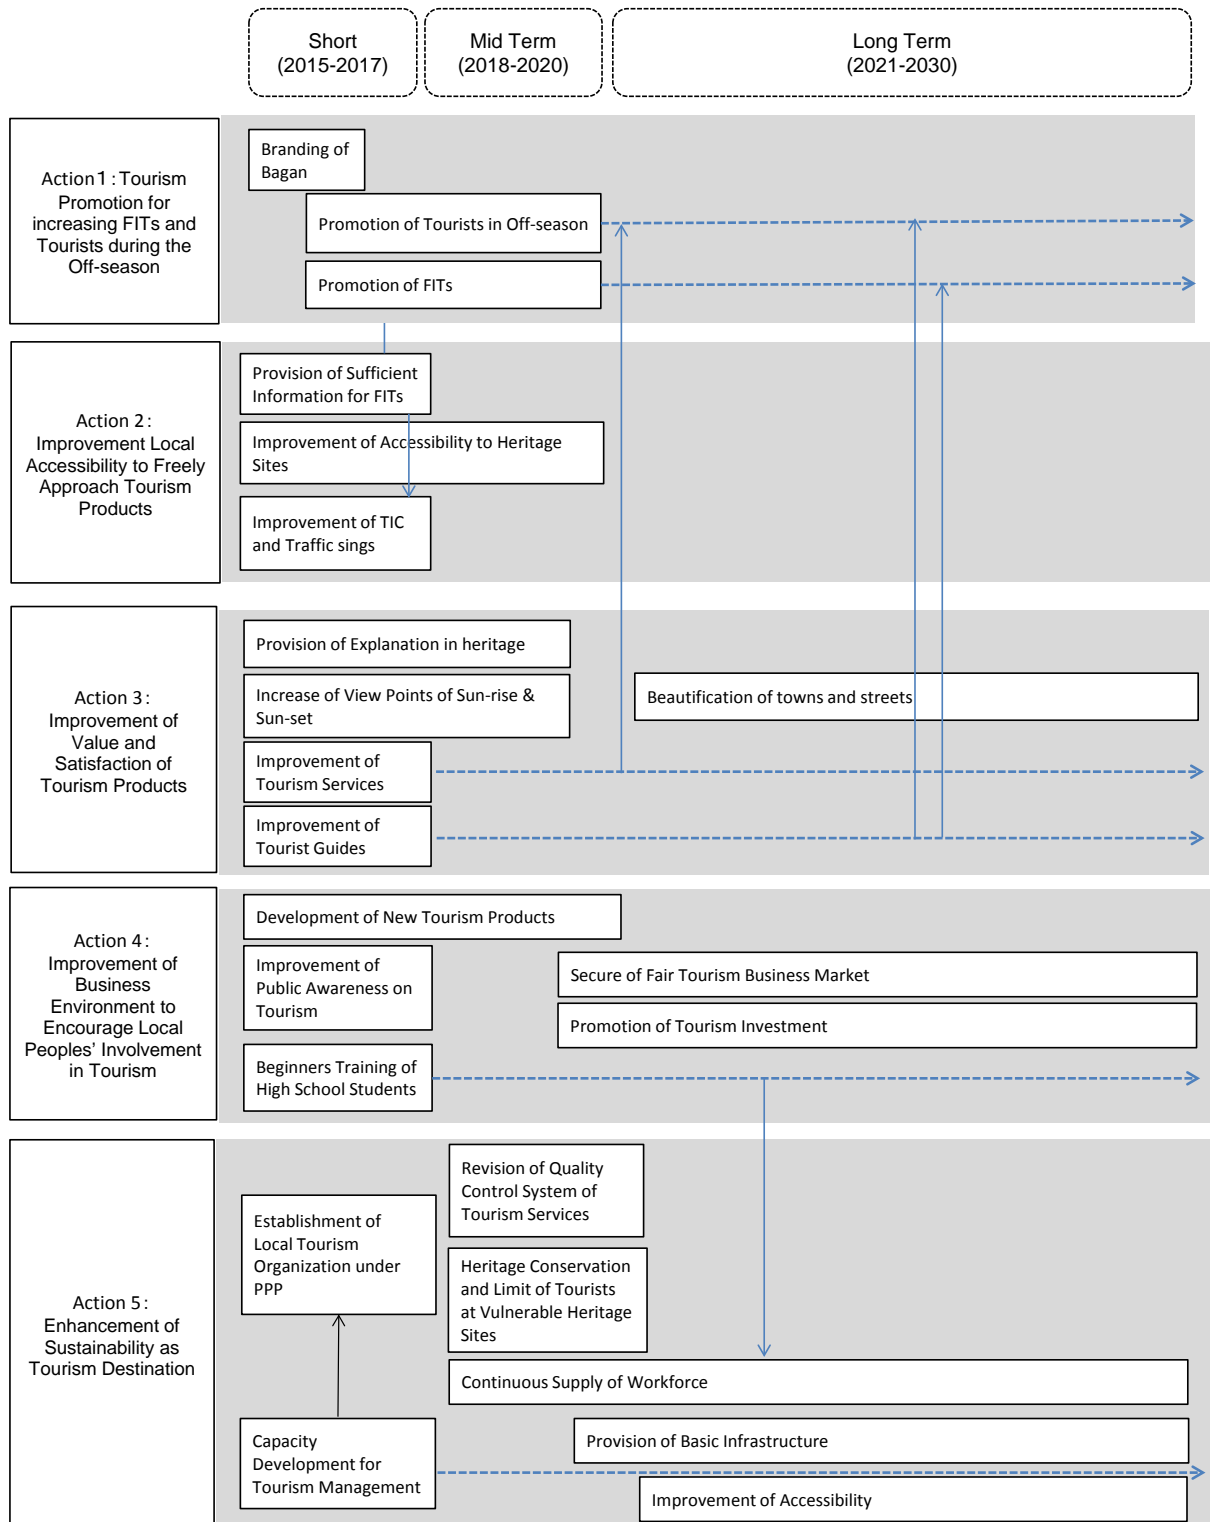 Short
(2015-2017)
Mid Term
(2018-2020)
Long Term
(2021-2030)
Action 1 : Tourism
Promotion for
increasing FITs and
Tourists during the
Off-season
Branding of
Bagan
Promotion of Tourists in Off-season
Promotion of FITs
Action 2 :
Improvement Local
Accessibility to Freely
Approach Tourism
Products
Provision of Sufficient
Information for FITs
Improvement of Accessibility to Heritage
Sites
Improvement of TIC
and Traffic sings
Action 3 :
Improvement of
Value and
Satisfaction of
Tourism Products
Provision of Explanation in heritage
Increase of View Points of Sun-rise &
Sun-set
Beautification of towns and streets
Improvement of
Tourism Services
Improvement of
Tourist Guides
Action 4 :
Improvement of
Business
Environment to
Encourage Local
Peoples’ Involvement
in Tourism
Development of New Tourism Products
Improvement of
Public Awareness on
Tourism
Secure of Fair Tourism Business Market
Promotion of Tourism Investment
Beginners Training of
High School Students
Action 5 :
Enhancement of
Sustainability as
Tourism Destination
Revision of Quality
Control System of
Tourism Services
Establishment of
Local Tourism
Organization under
PPP
Heritage Conservation
and Limit of Tourists
at Vulnerable Heritage
Sites
Continuous Supply of Workforce
Capacity
Development for
Tourism Management
Provision of Basic Infrastructure
Improvement of Accessibility